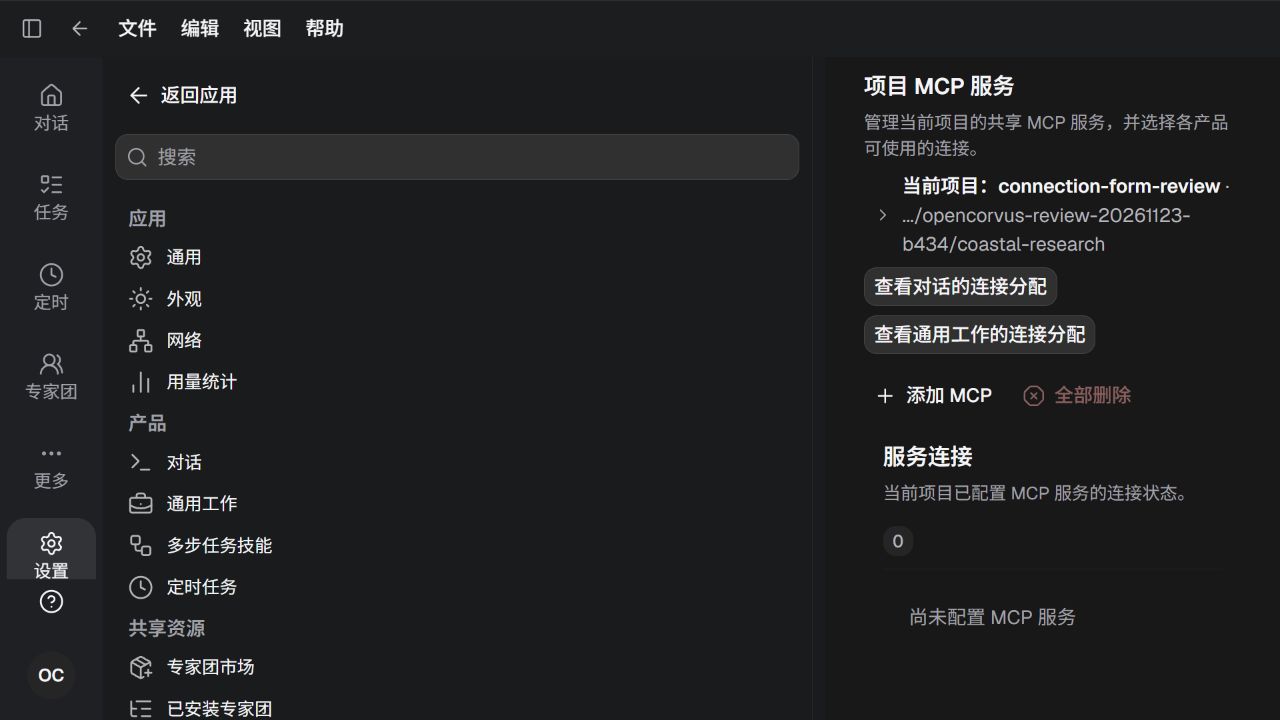 文件 编辑 视图 帮助
对话
任务
定时
专家团
更多
设置
OC
返回应用
搜索
应用
通用
外观
网络
用量统计
产品
对话
通用工作
多步任务技能
定时任务
共享资源
专家团市场
已安装专家团
项目 MCP 服务
管理当前项目的共享 MCP 服务，并选择各产品
可使用的连接。
当前项目：connection-form-review ·
…/opencorvus-review-20261123-
b434/coastal-research
查看对话的连接分配
查看通用工作的连接分配
添加 MCP 全部删除
服务连接
当前项目已配置 MCP 服务的连接状态。
0
尚未配置 MCP 服务